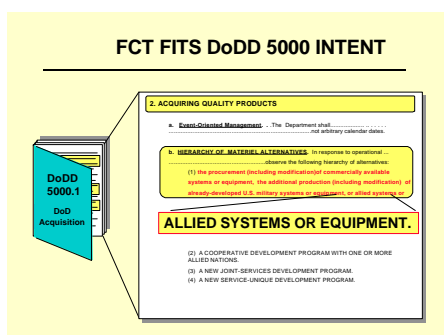 FCT FITS DoDD 5000 INTENT
2. ACQUIRING QUALITY PRODUCTS
a. Event-Oriented Management. . .The Department shall......................
......................................................................not arbitrary calendar dates.
b. HIERARCHY OF MATERIEL ALTERNATIVES. In response to operational ...
................................................observe the following hierarchy of alternatives:
(1) the procurement (including modification)of commercially available
systems or equipment, the additional production (including modification) of
already-developed U.S. military systems or equipment, or allied systems or
ALLIED SYSTEMS OR EQUIPMENT.
(2) A COOPERATIVE DEVELOPMENT PROGRAM WITH ONE OR MORE
ALLIED NATIONS.
(3) A NEW JOINT-SERVICES DEVELOPMENT PROGRAM.
(4) A NEW SERVICE-UNIQUE DEVELOPMENT PROGRAM.
DoDD
5000.1
DoD
Acquisition